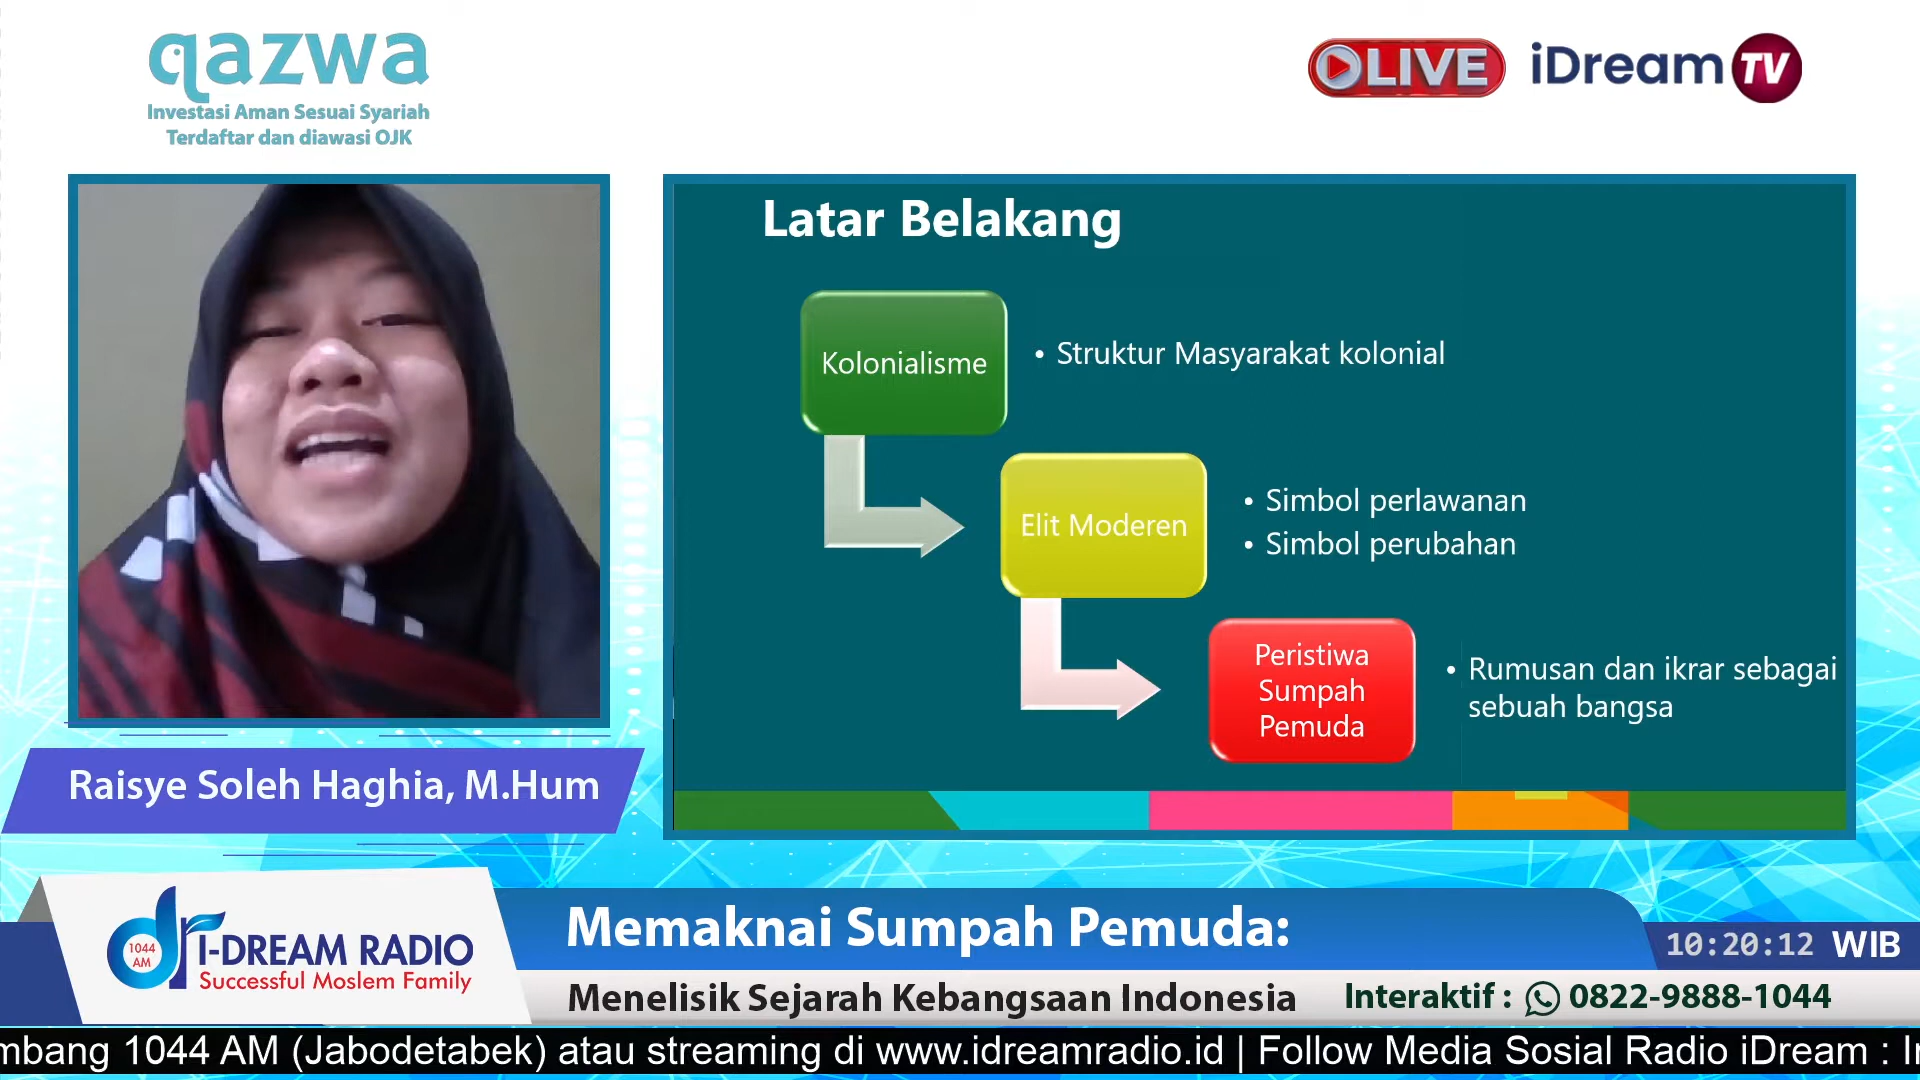 qazwa
Investasi Aman Sesuai Syariah
Terdaftar dan diawasi OJK
LIVE
iDream TV
Latar Belakang
Kolonialisme
• Struktur Masyarakat kolonial
Elit Moderen
• Simbol perlawanan
• Simbol perubahan
Peristiwa
Sumpah
Pemuda
• Rumusan dan ikrar sebagai
sebuah bangsa
Raisye Soleh Haghia, M.Hum
dr
1044
AM
I-DREAM RADIO
Successful Moslem Family
Memaknai Sumpah Pemuda:
10:20:12 WIB
Menelisik Sejarah Kebangsaan Indonesia
Interaktif : 0822-9888-1044
mbang 1044 AM (Jabodetabek) atau streaming di www.idreamradio.id | Follow Media Sosial Radio iDream : I